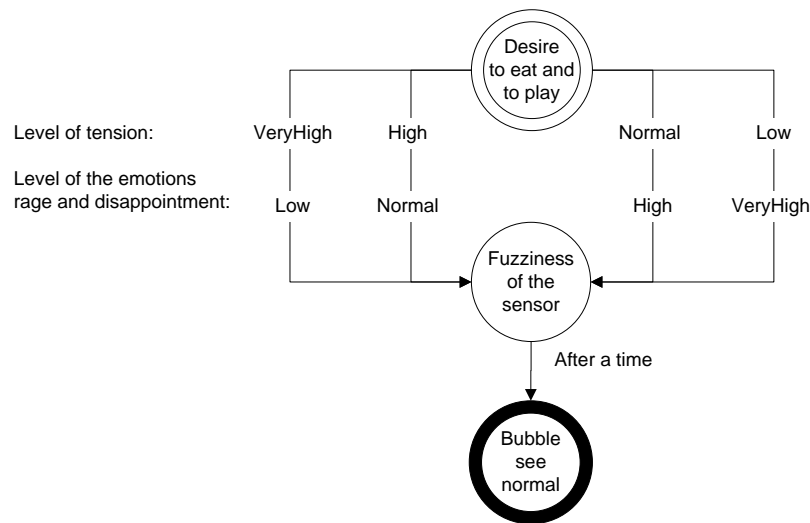 Desire
to eat and
to play
Level of tension:
VeryHigh
High
Normal
Low
Level of the emotions
rage and disappointment:
Low
Normal
High
VeryHigh
Fuzziness
of the
sensor
After a time
Bubble
see
normal